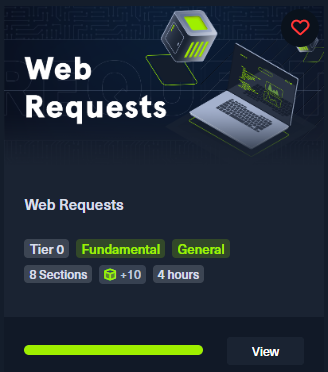 Web
Requests
Web Requests
Tier 0 Fundamental General
8 Sections +10 4 hours
View